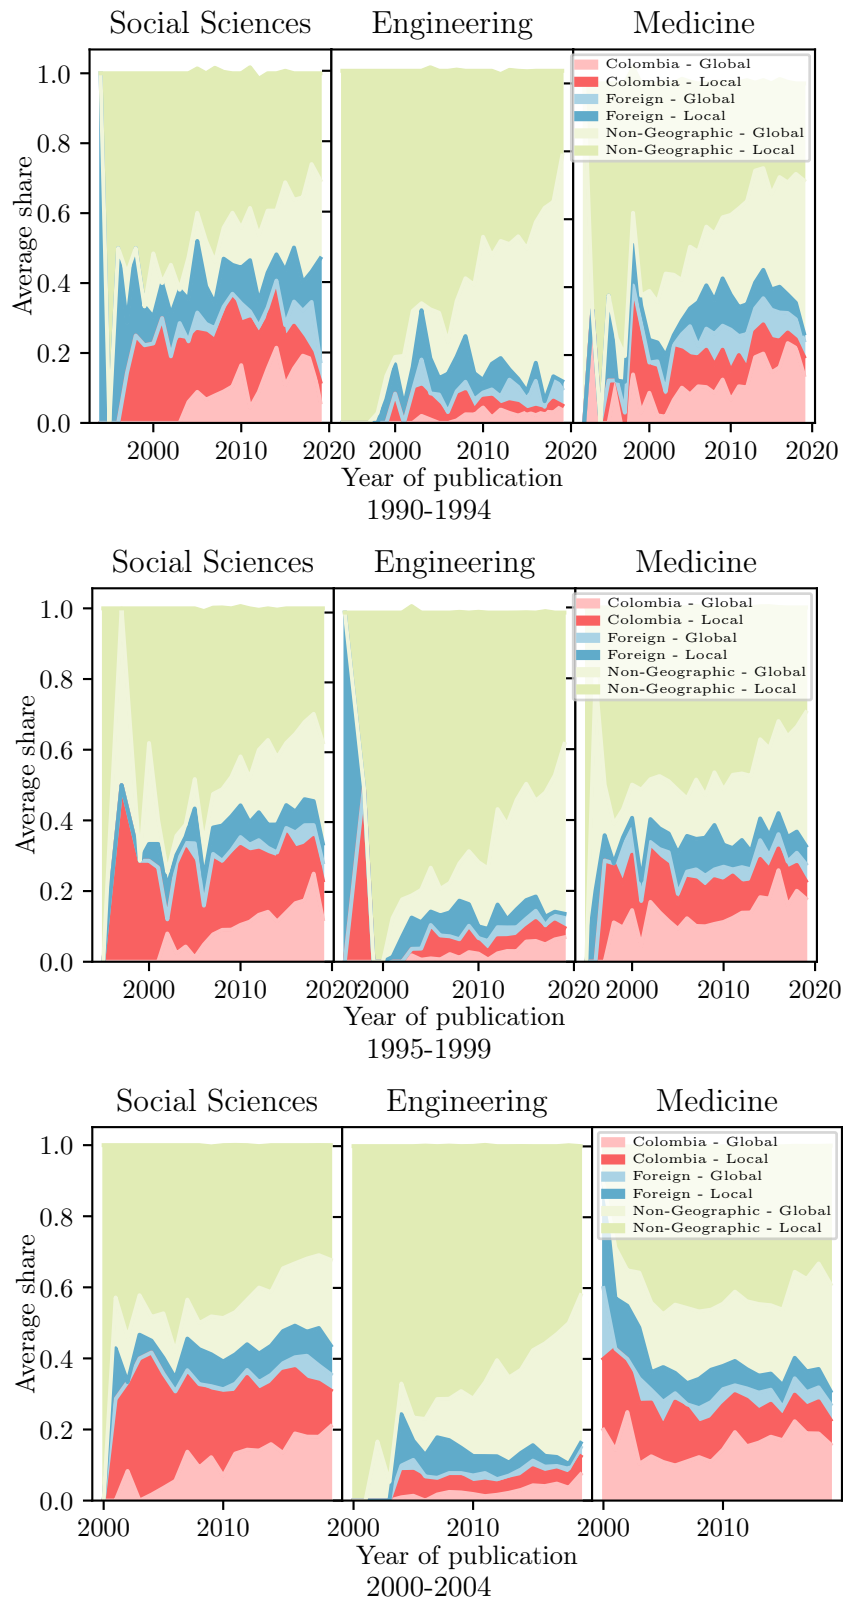 Social Sciences Engineering Medicine
1.0
0.8
0.6
0.4
0.2
0.0
Average share
Colombia - Global
Colombia - Local
Foreign - Global
Foreign - Local
Non-Geographic - Global
Non-Geographic - Local
2000 2010 2020 2000 2010 2020 2000 2010 2020
Year of publication
1990-1994
Social Sciences Engineering Medicine
1.0
0.8
0.6
0.4
0.2
0.0
Average share
Colombia - Global
Colombia - Local
Foreign - Global
Foreign - Local
Non-Geographic - Global
Non-Geographic - Local
2000 2010 2020 2000 2010 2020 2000 2010 2020
Year of publication
1995-1999
Social Sciences Engineering Medicine
1.0
0.8
0.6
0.4
0.2
0.0
Average share
Colombia - Global
Colombia - Local
Foreign - Global
Foreign - Local
Non-Geographic - Global
Non-Geographic - Local
2000 2010 2000 2010 2000 2010
Year of publication
2000-2004